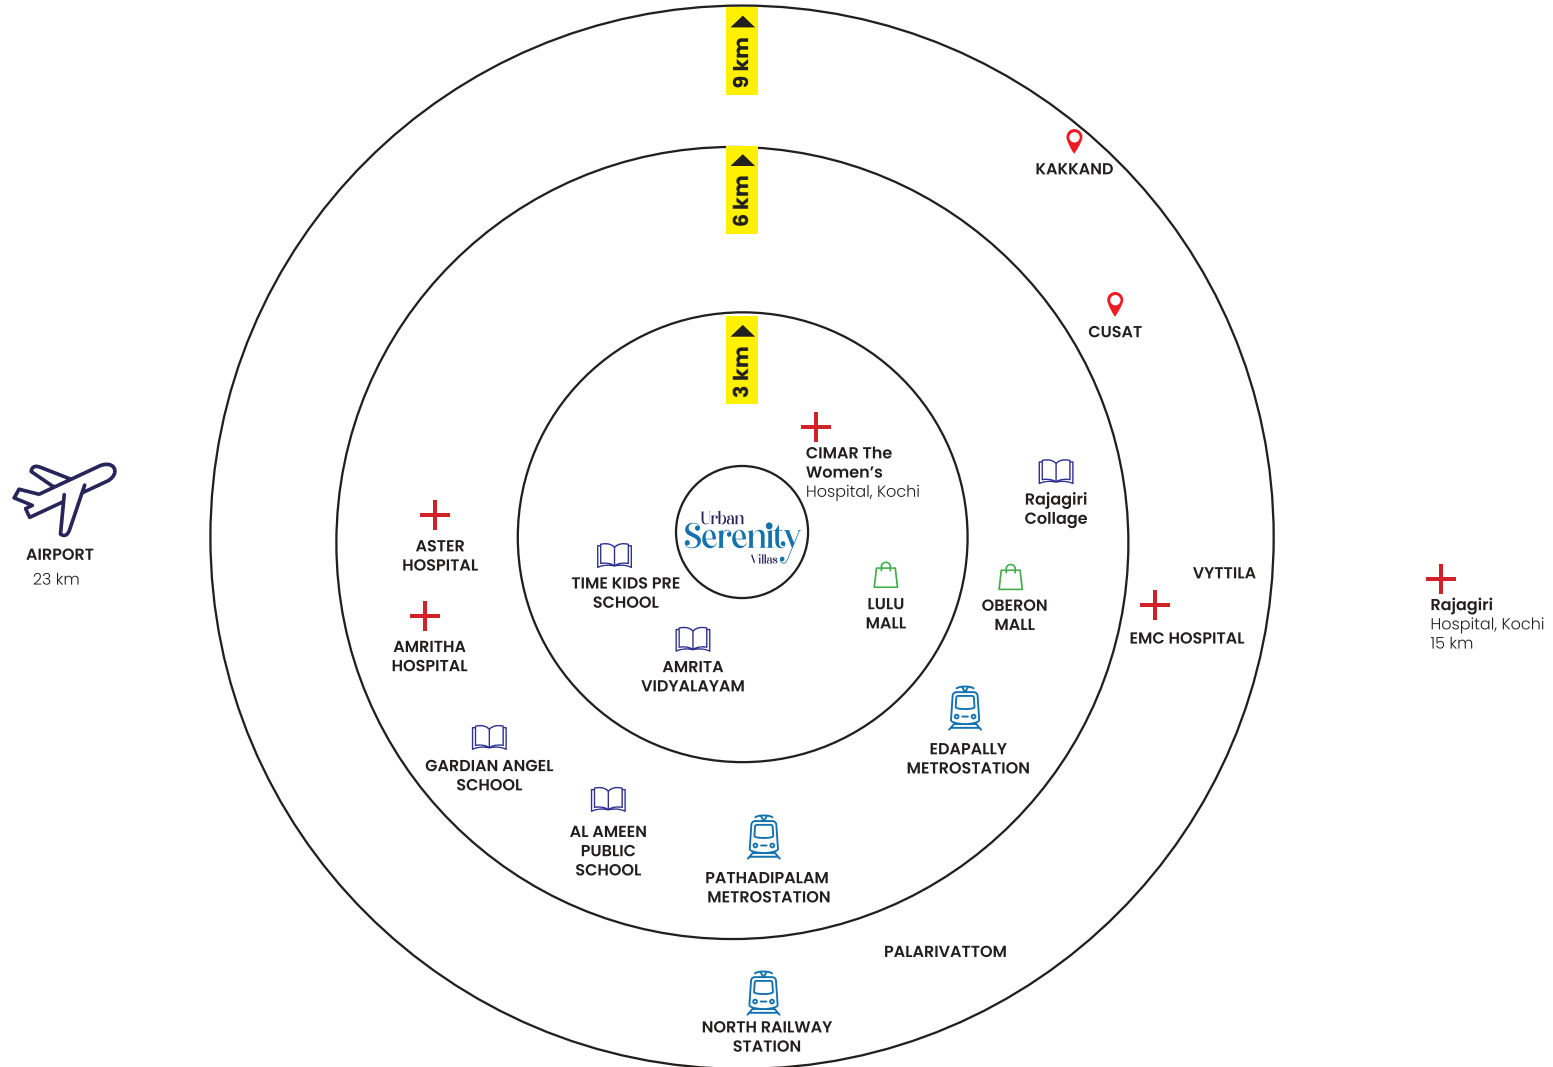 9 km
6 km
3 km
KAKKAND
CUSAT
CIMAR The
Women's
Hospital, Kochi
Rajagiri
Collage
Urban
Serenity
Villas
AIRPORT
23 km
ASTER
HOSPITAL
AMRITHA
HOSPITAL
TIME KIDS PRE
SCHOOL
AMRITA
VIDYALAYAM
LULU
MALL
OBERON
MALL
VYTTILA
EMC HOSPITAL
Rajagiri
Hospital, Kochi
15 km
GARDIAN ANGEL
SCHOOL
EDAPALLY
METROSTATION
AL AMEEN
PUBLIC
SCHOOL
PATHADIPALAM
METROSTATION
PALARIVATTOM
NORTH RAILWAY
STATION